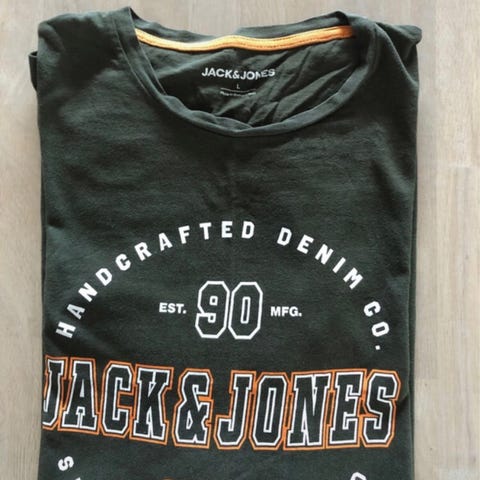 JACK&JONES
L
HANDCRAFTED DENIM CO.
EST. 90 MFG.
JACK&JONES